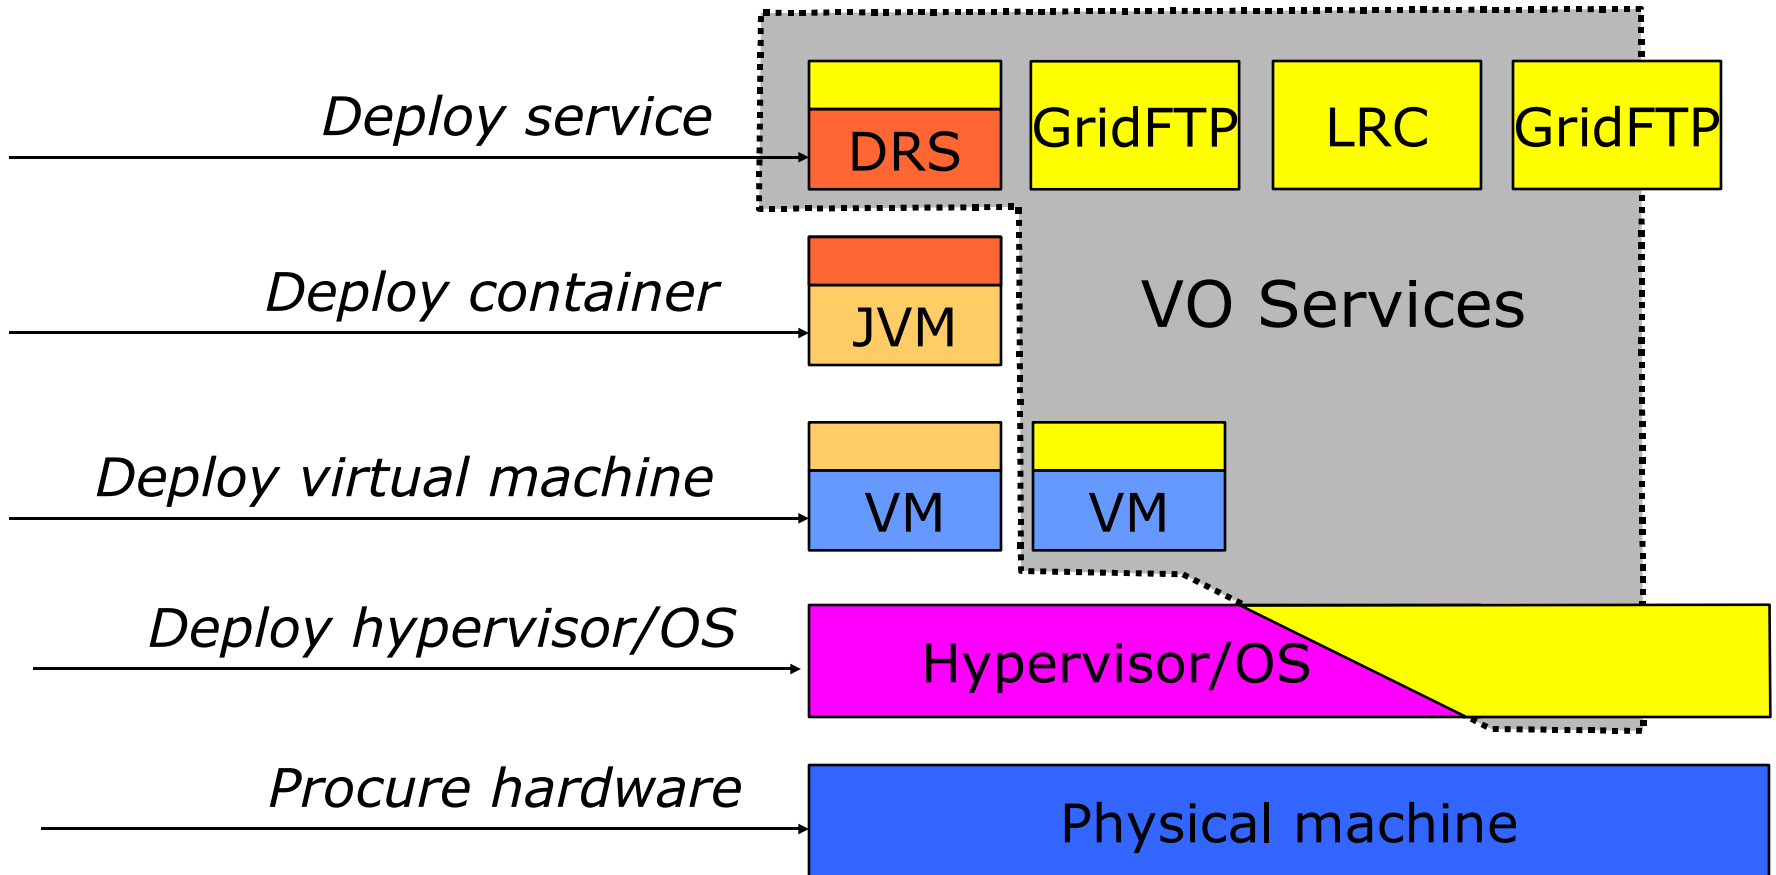 Deploy service
DRS
GridFTP
LRC
GridFTP
Deploy container
JVM
VO Services
Deploy virtual machine
VM
VM
Deploy hypervisor/OS
Hypervisor/OS
Procure hardware
Physical machine